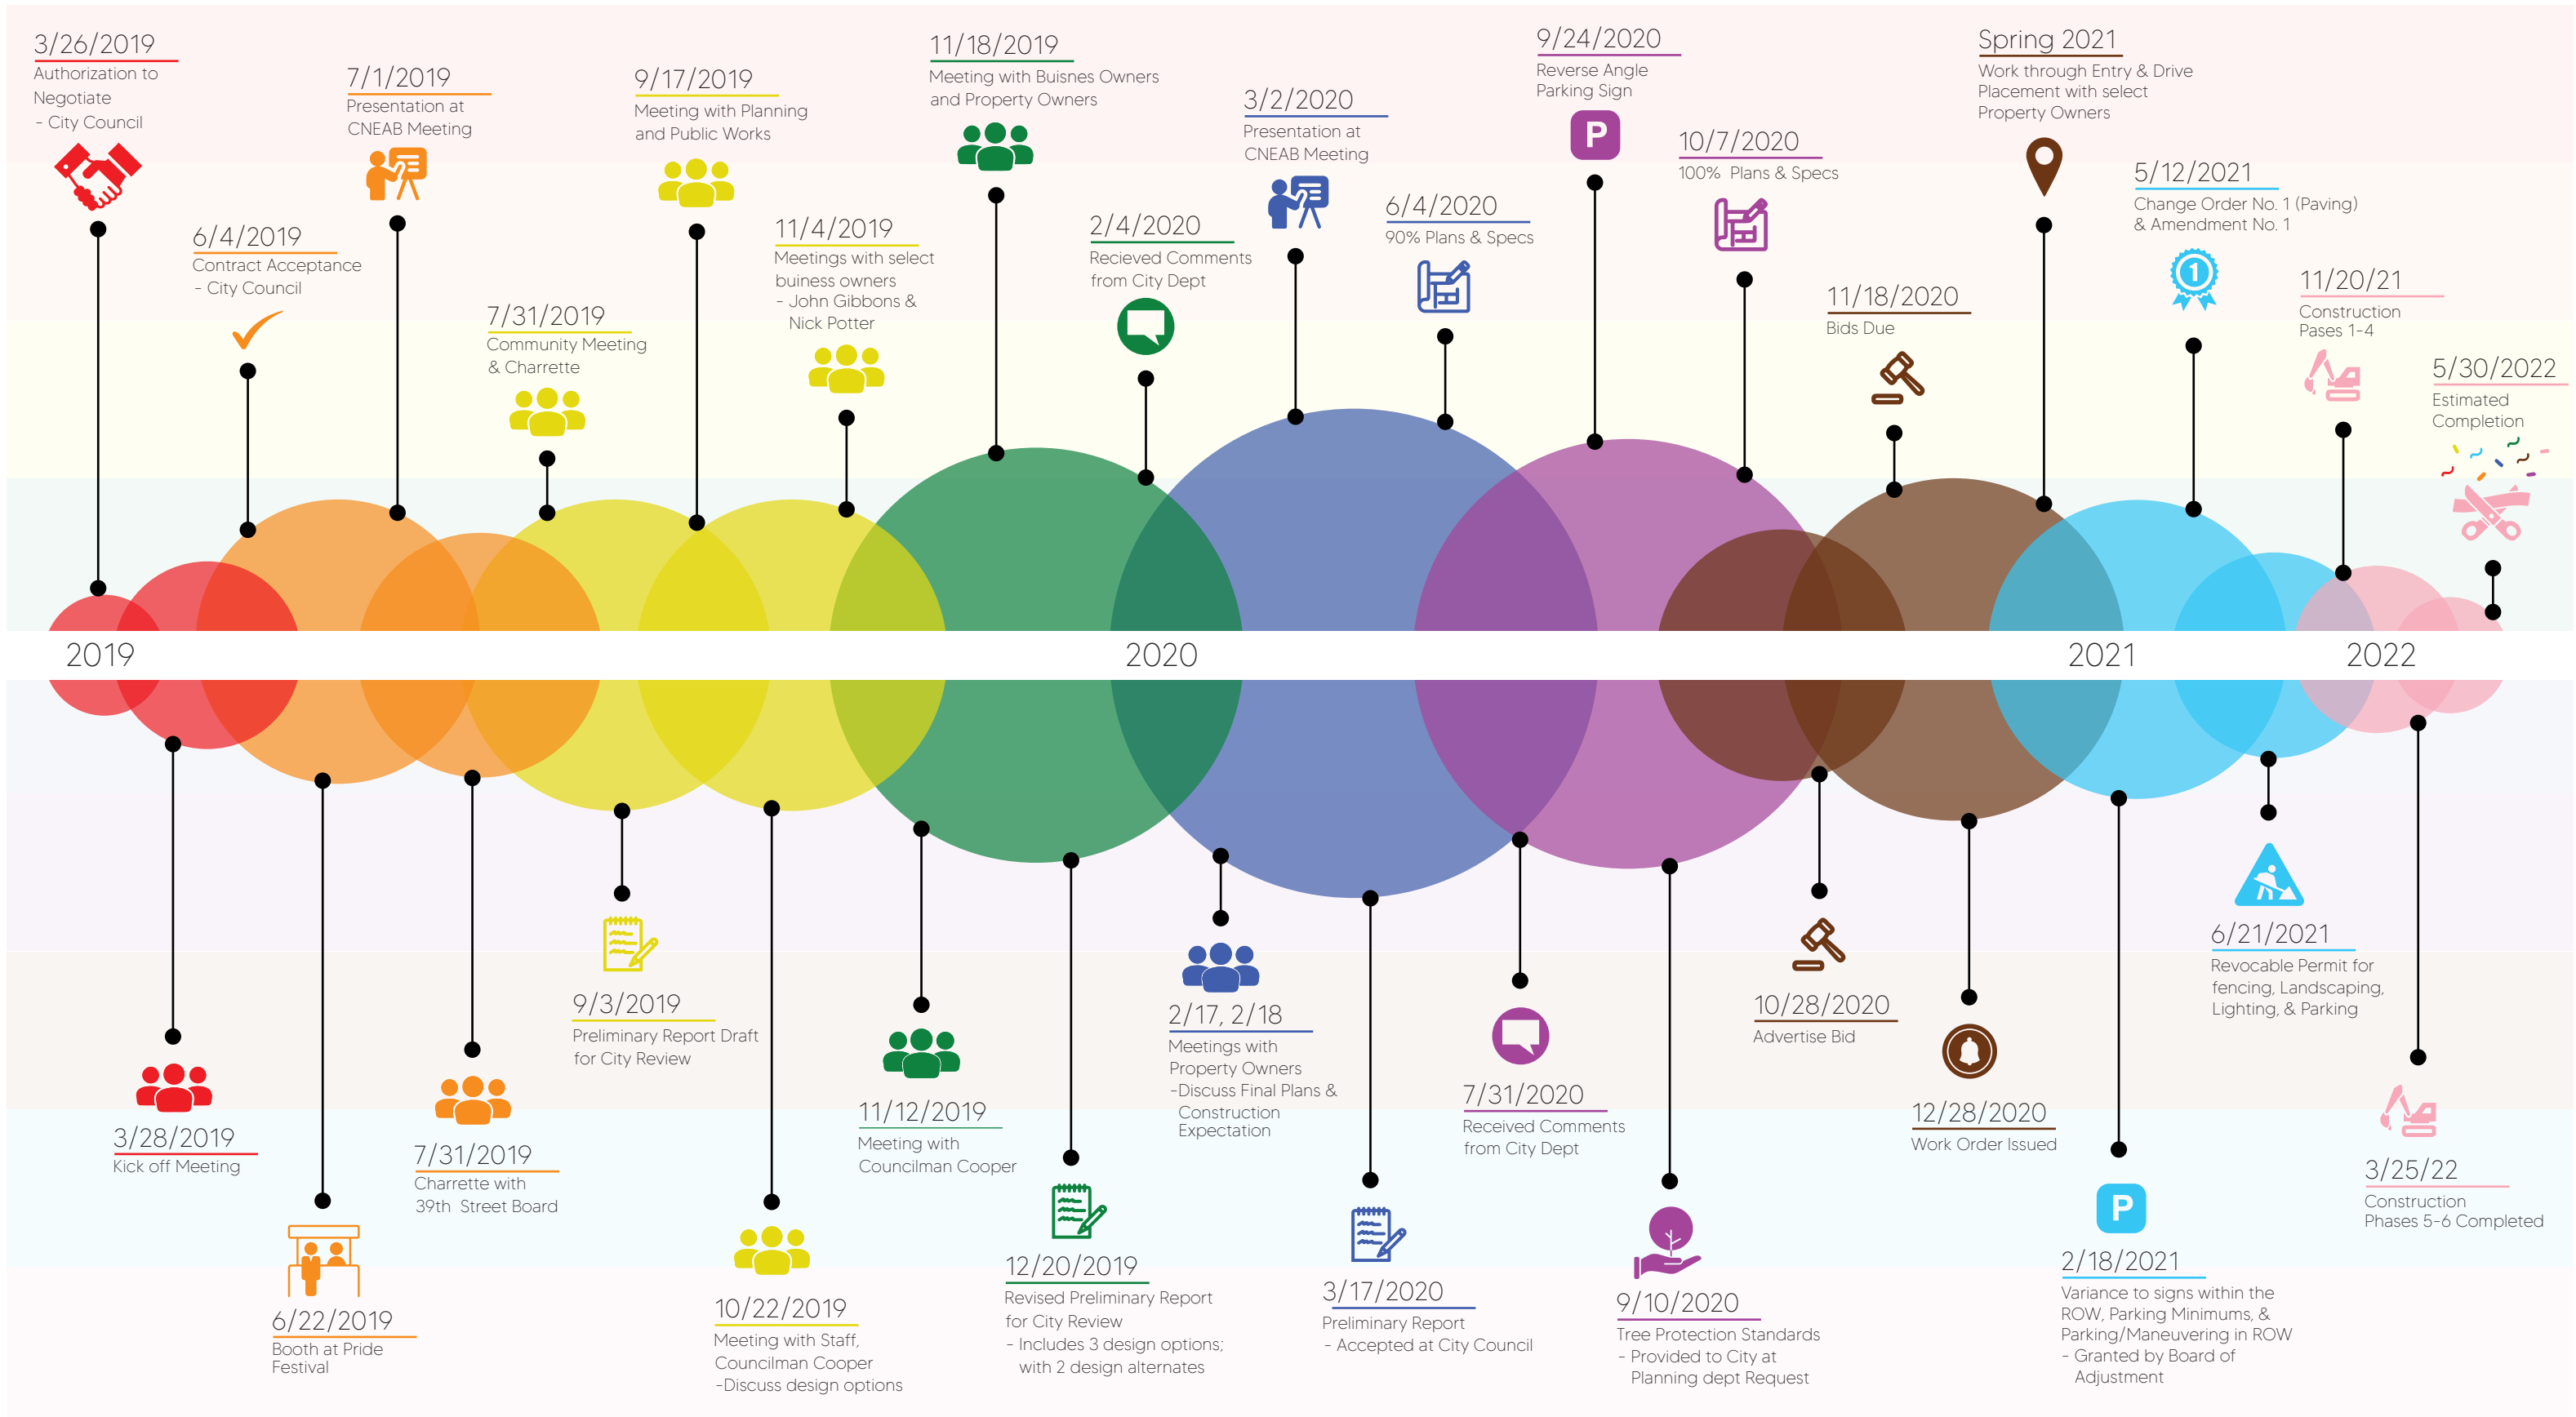 3/26/2019
Authorization to
Negotiate
- City Council
6/4/2019
Contract Acceptance
- City Council
7/1/2019
Presentation at
CNEAB Meeting
7/31/2019
Community Meeting
& Charrette
9/17/2019
Meeting with Planning
and Public Works
11/4/2019
Meetings with select
buiness owners
- John Gibbons &
Nick Potter
11/18/2019
Meeting with Buisnes Owners
and Property Owners
2/4/2020
Recieved Comments
from City Dept
3/2/2020
Presentation at
CNEAB Meeting
6/4/2020
90% Plans & Specs
9/24/2020
Reverse Angle
Parking Sign
P
10/7/2020
100% Plans & Specs
11/18/2020
Bids Due
Spring 2021
Work through Entry & Drive
Placement with select
Property Owners
5/12/2021
Change Order No. 1 (Paving)
& Amendment No. 1
1
11/20/21
Construction
Pases 1-4
5/30/2022
Estimated
Completion
2019
2020
2021
2022
3/28/2019
Kick off Meeting
6/22/2019
Booth at Pride
Festival
7/31/2019
Charrette with
39th Street Board
9/3/2019
Preliminary Report Draft
for City Review
10/22/2019
Meeting with Staff,
Councilman Cooper
-Discuss design options
11/12/2019
Meeting with
Councilman Cooper
12/20/2019
Revised Preliminary Report
for City Review
- Includes 3 design options;
with 2 design alternates
2/17, 2/18
Meetings with
Property Owners
-Discuss Final Plans &
Construction
Expectation
3/17/2020
Preliminary Report
- Accepted at City Council
7/31/2020
Received Comments
from City Dept
9/10/2020
Tree Protection Standards
- Provided to City at
Planning dept Request
10/28/2020
Advertise Bid
12/28/2020
Work Order Issued
P
2/18/2021
Variance to signs within the
ROW, Parking Minimums, &
Parking/Maneuvering in ROW
- Granted by Board of
Adjustment
6/21/2021
Revocable Permit for
fencing, Landscaping,
Lighting, & Parking
3/25/22
Construction
Phases 5-6 Completed